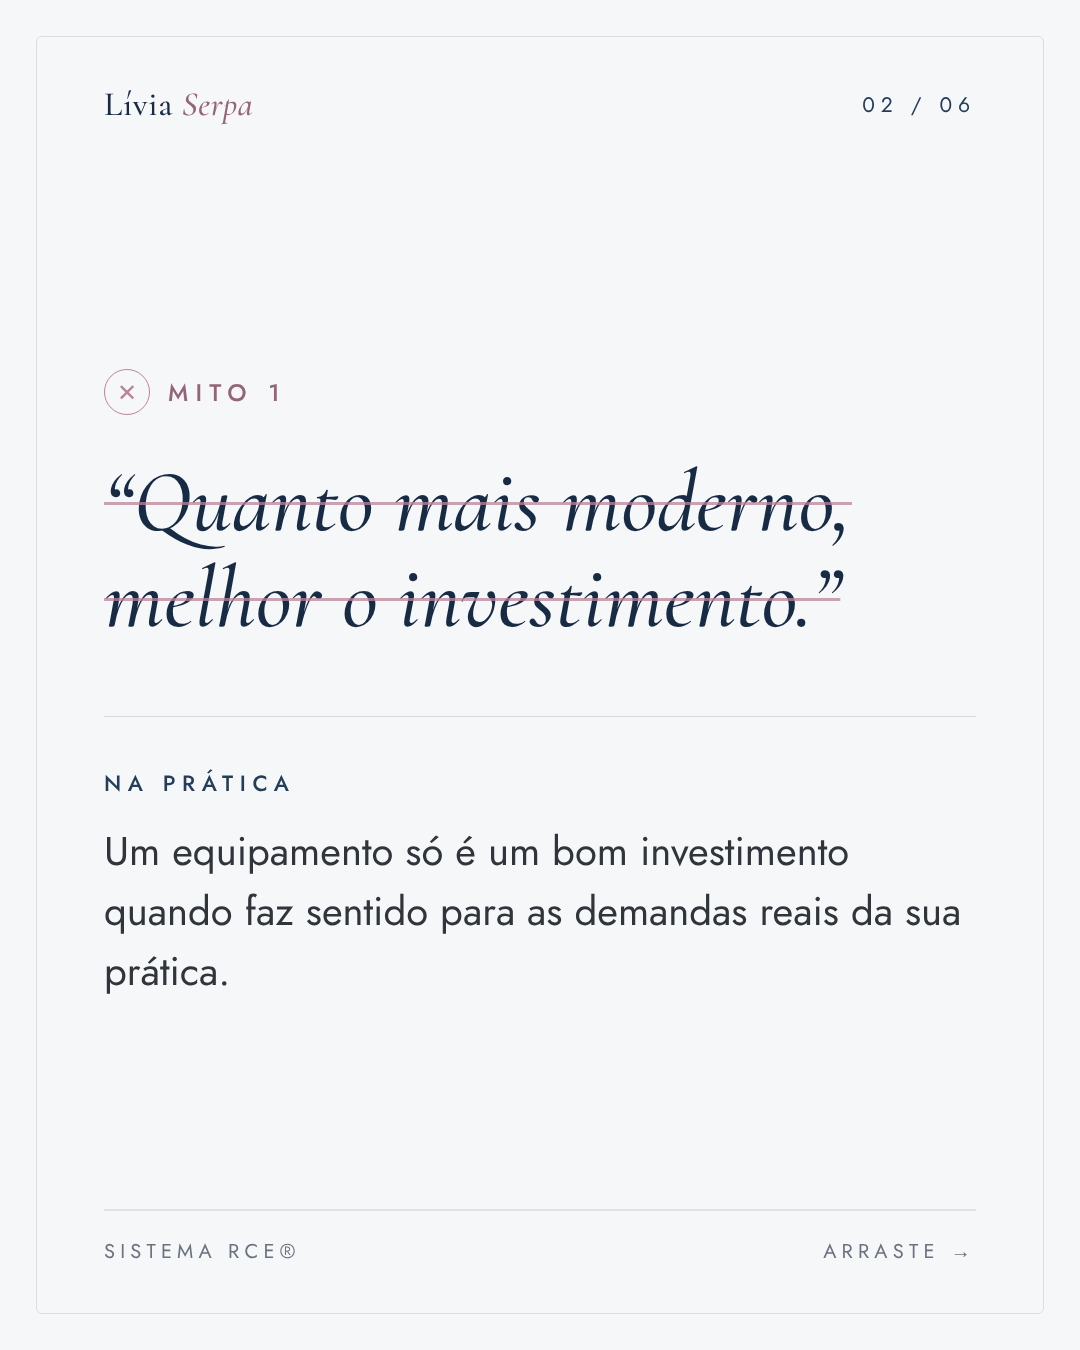 Lívia Serpa
02 / 06
MITO 1
“Quanto mais moderno,
melhor o investimento.”
NA PRÁTICA
Um equipamento só é um bom investimento
quando faz sentido para as demandas reais da sua
prática.
SISTEMA RCE®
ARRASTE →